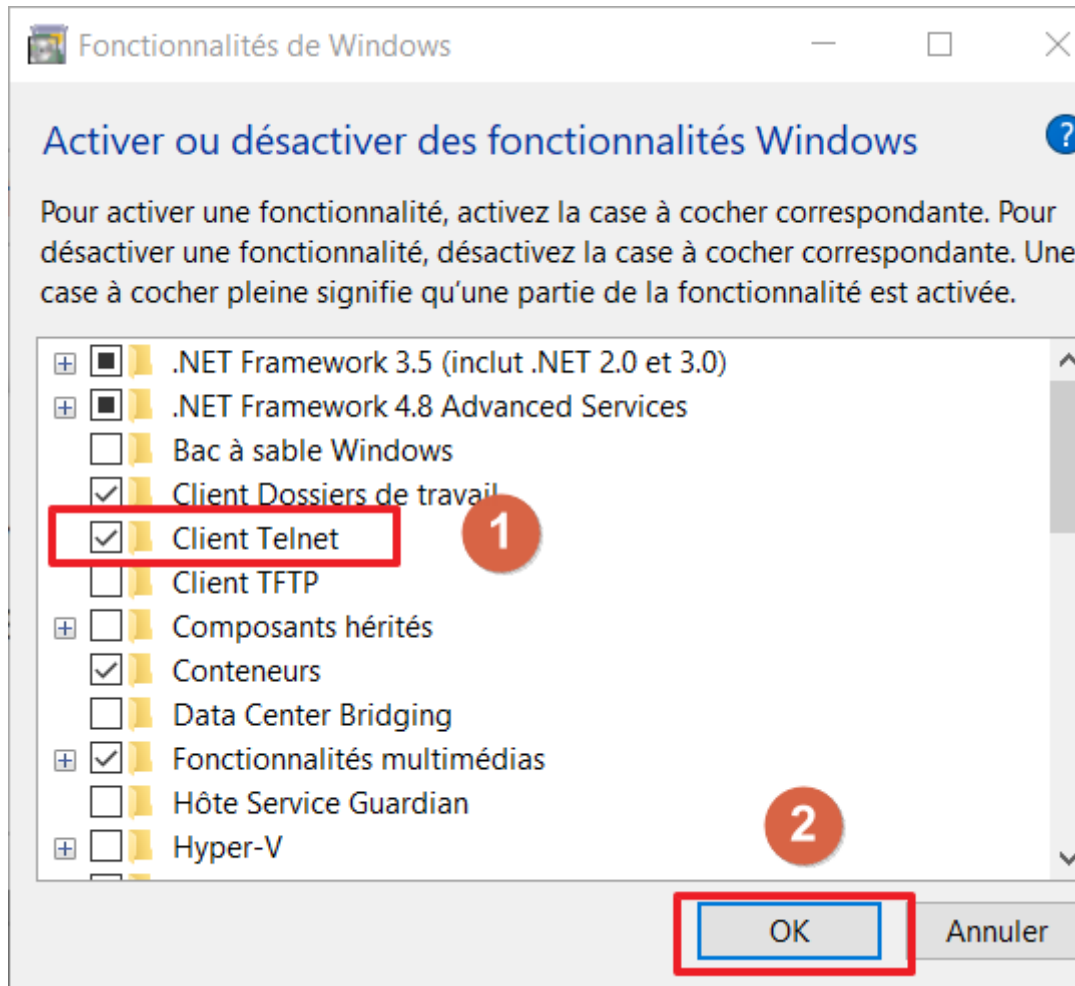 Fonctionnalités de Windows
Activer ou désactiver des fonctionnalités Windows
?
Pour activer une fonctionnalité, activez la case à cocher correspondante. Pour
désactiver une fonctionnalité, désactivez la case à cocher correspondante. Une
case à cocher pleine signifie qu'une partie de la fonctionnalité est activée.
.NET Framework 3.5 (inclut .NET 2.0 et 3.0)
.NET Framework 4.8 Advanced Services
Bac à sable Windows
Client Dossiers de travail
Client Telnet
1
Client TFTP
Composants hérités
Conteneurs
Data Center Bridging
Fonctionnalités multimédias
Hôte Service Guardian
2
Hyper-V
OK
Annuler